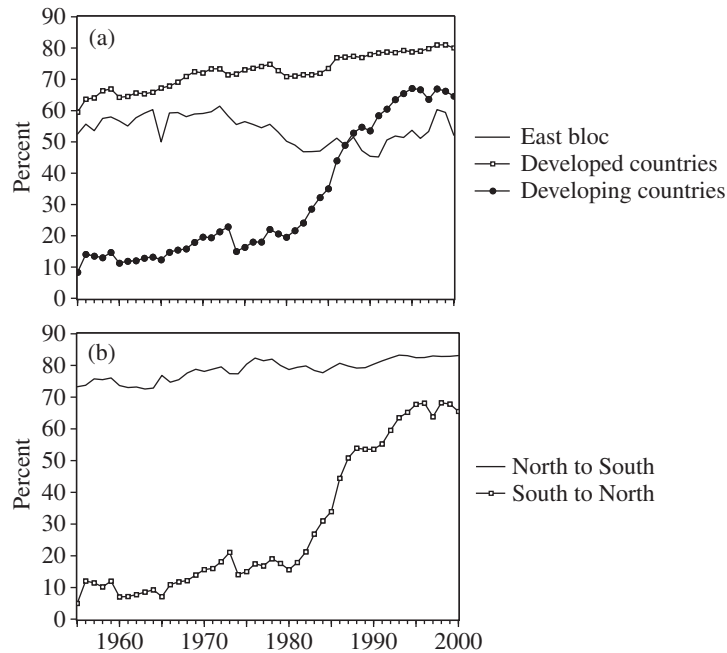 (a)
90
80
70
60
50
40
30
20
10
0
Percent
East bloc
Developed countries
Developing countries
(b)
90
80
70
60
50
40
30
20
10
0
Percent
North to South
South to North
1960 1970 1980 1990 2000